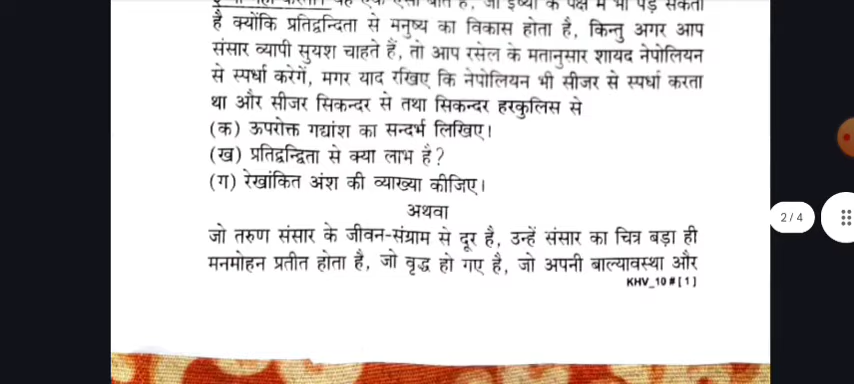 है क्योंकि प्रतिद्वन्दिता से मनुष्य का विकास होता है, किन्तु अगर आप
संसार व्यापी सुयश चाहते हैं, तो आप रसेल के मतानुसार शायद नेपोलियन
से स्पर्धा करेगें, मगर याद रखिए कि नेपोलियन भी सीजर से स्पर्धा करता
था और सीजर सिकन्दर से तथा सिकन्दर हरकुलिस से
(क) ऊपरोक्त गद्यांश का सन्दर्भ लिखिए।
(ख) प्रतिद्वन्द्विता से क्या लाभ है?
(ग) रेखांकित अंश की व्याख्या कीजिए।
अथवा
जो तरुण संसार के जीवन-संग्राम से दूर है, उन्हें संसार का चित्र बड़ा ही
मनमोहन प्रतीत होता है, जो वृद्ध हो गए है, जो अपनी बाल्यावस्था और
KHV_10#[1]
2/4